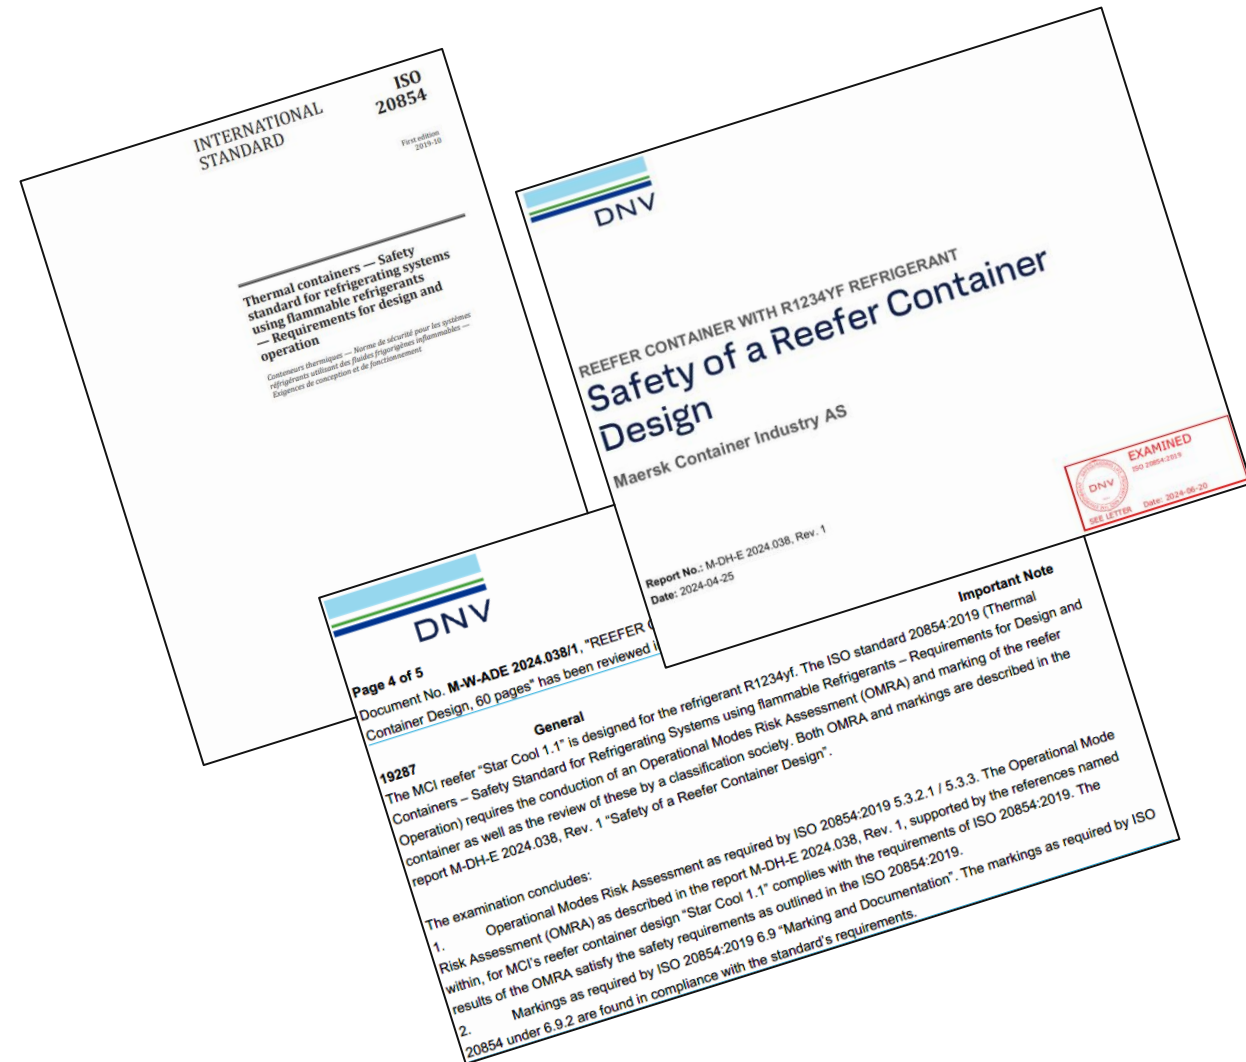 INTERNATIONAL
STANDARD
ISO
20854
First edition
2019-10
Thermal containers — Safety
standard for refrigerating systems
using flammable refrigerants
— Requirements for design and
operation
Conteneurs thermiques — Norme de sécurité pour les systèmes
réfrigérants utilisant des fluides frigorigènes inflammables —
Exigences de conception et de fonctionnement
DNV
REEFER CONTAINER WITH R1234YF REFRIGERANT
Safety of a Reefer Container
Design
Maersk Container Industry AS
Report No.: M-DH-E 2024.038, Rev. 1
Date: 2024-04-25
DNV
EXAMINED
ISO 20854:2019
SEE LETTER Date: 2024-06-20
DNV
Page 4 of 5
Document No. M-W-ADE 2024.038/1, "REEFER
Container Design, 60 pages" has been reviewed
Important Note
General
19287
The MCI reefer “Star Cool 1.1” is designed for the refrigerant R1234yf. The ISO standard 20854:2019 (Thermal
Containers – Safety Standard for Refrigerating Systems using flammable Refrigerants – Requirements for Design and
Operation) requires the conduction of an Operational Modes Risk Assessment (OMRA) and marking of the reefer
container as well as the review of these by a classification society. Both OMRA and markings are described in the
report M-DH-E 2024.038, Rev. 1 “Safety of a Reefer Container Design”.
The examination concludes:
1. Operational Modes Risk Assessment as required by ISO 20854:2019 5.3.2.1 / 5.3.3. The Operational Mode
Risk Assessment (OMRA) as described in the report M-DH-E 2024.038, Rev. 1, supported by the references named
within, for MCI’s reefer container design “Star Cool 1.1” complies with the requirements of ISO 20854:2019. The
results of the OMRA satisfy the safety requirements as outlined in the ISO 20854:2019.
2. Markings as required by ISO 20854:2019 6.9 “Marking and Documentation”. The markings as required by ISO
20854 under 6.9.2 are found in compliance with the standard’s requirements.